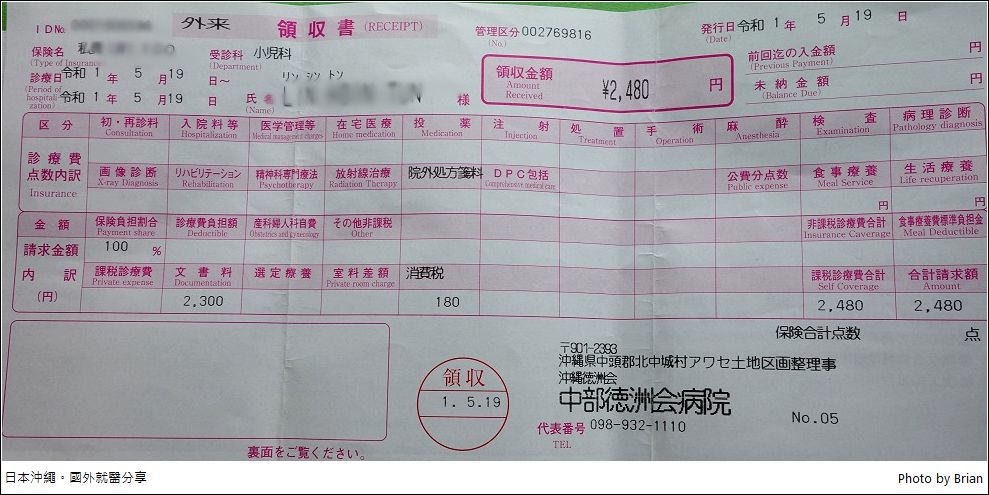 IDNo.
外来
領収書 (RECEIPT)
管理区分 002769816
(No.)
発行日 令和 1 年 5 月 19 日
(Date)
保険名
(Type of Insurance)
受診科 小児科
(Department)
前回迄の入金額 円
(Previous Payment)
診療日 令和 1 年 5 月 19 日〜
(Period of hospitalization)
令和 1 年 5 月 19 日
リン シン トン
氏名 様
(Name)
領収金額 ¥2,480 円
Amount Received
未納金額 円
(Balance Due)
区分 初・再診料 入院料等 医学管理等 在宅医療 投薬 注射 処置 手術 麻酔 検査 病理診断
Consultation Hospitalization Medical management charges Home medication Medication Injection Treatment Operation Anesthesia Examination Pathology diagnosis
診療費
点数内訳
Insurance
画像診断 リハビリテーション 精神科専門療法 放射線治療 院外処方箋料 DPC包括 公費分点数 食事療養 生活療養
X-ray Diagnosis Rehabilitation Psychotherapy Radiation Therapy Comprehensive medical care Public expense Meal Service Life recuperation
円 円
金額 保険負担割合 診療費負担額 産科婦人科自費 その他非課税 非課税診療費合計 食事療養費標準負担金
Payment share Deductible Obstetrics and gynecology Other Insurance Caverage Meal Deductible
請求金額 100 %
内訳 課税診療費 文書料 選定療養 室料差額 消費税 課税診療費合計 合計請求額
Private expense Documentation Private room charge Self Coverage Amount
(円) 2,300 180 2,480 2,480
保険合計点数 点
〒901-2393
沖縄県中頭郡北中城村アワセ土地区画整理事
沖縄徳洲会
中部徳洲会病院
代表番号 098-932-1110
TEL
No.05
領収
1. 5.19
裏面をご覧ください。
日本沖繩。國外就醫分享
Photo by Brian